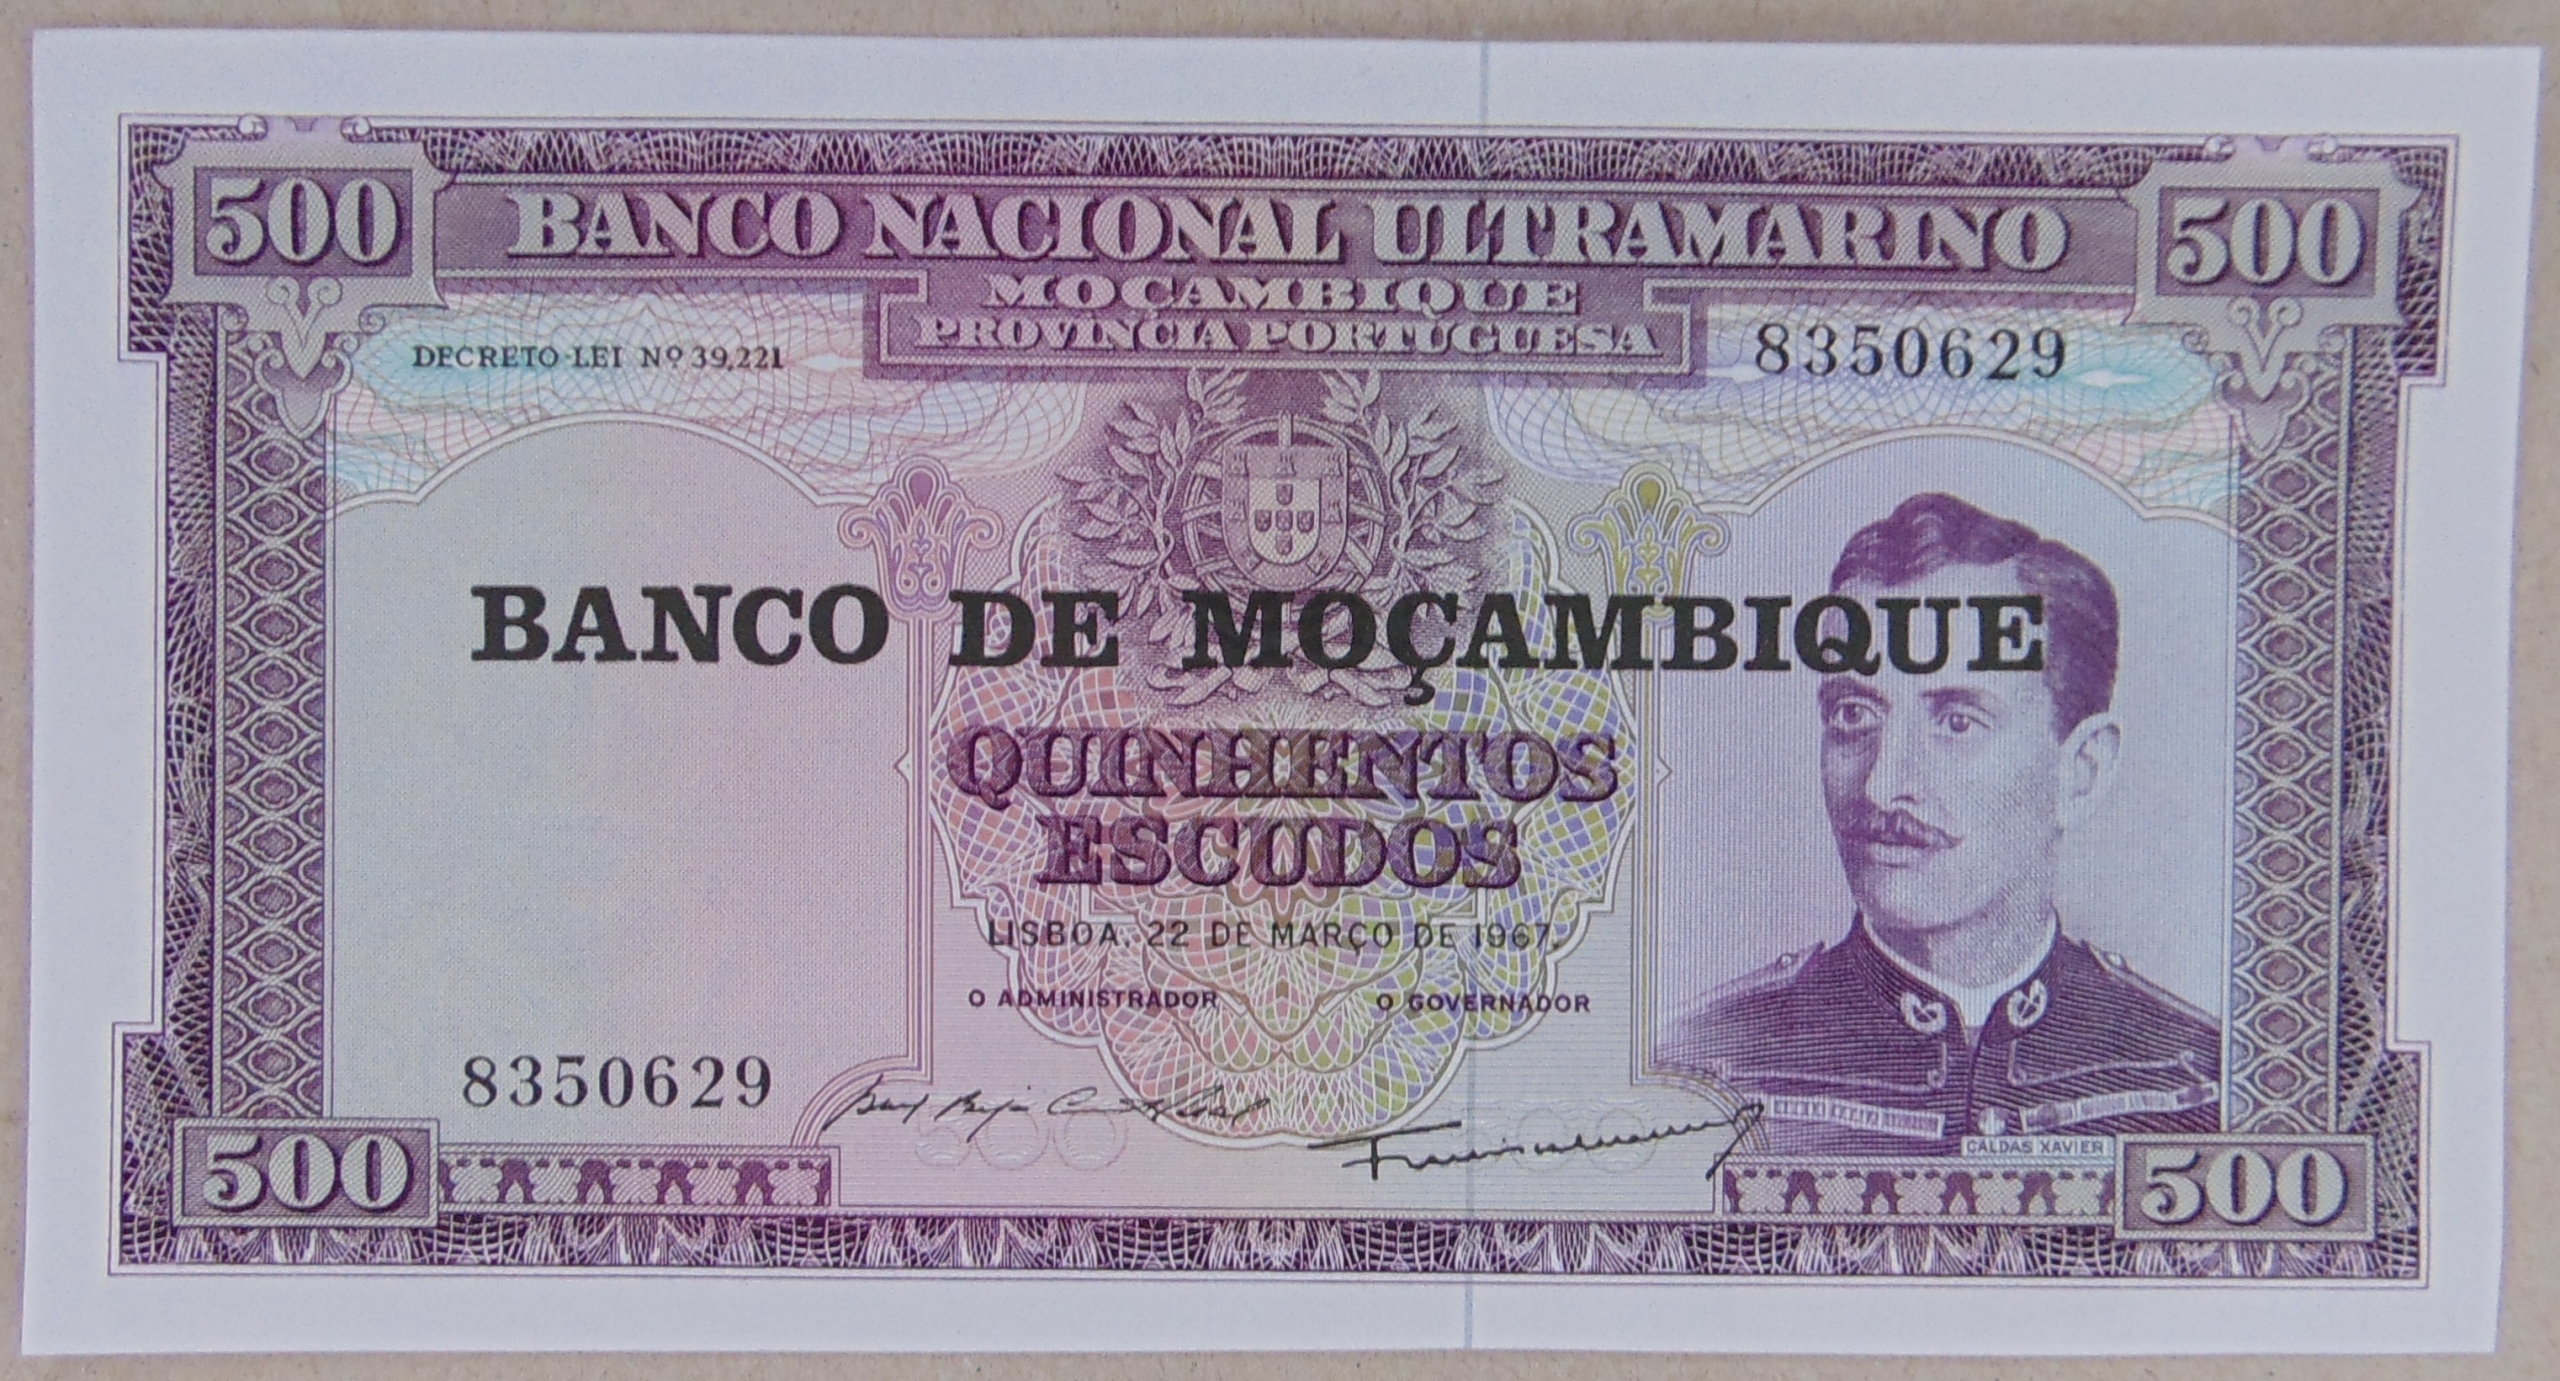 500 BANCO NACIONAL ULTRAMARINO 500
MOÇAMBIQUE
PROVINCIA PORTUGUESA
DECRETO-LEI Nº 39,221
8350629
BANCO DE MOÇAMBIQUE
QUINHENTOS
ESCUDOS
LISBOA, 22 DE MARÇO DE 1967.
O ADMINISTRADOR O GOVERNADOR
8350629
CALDAS XAVIER
500 500